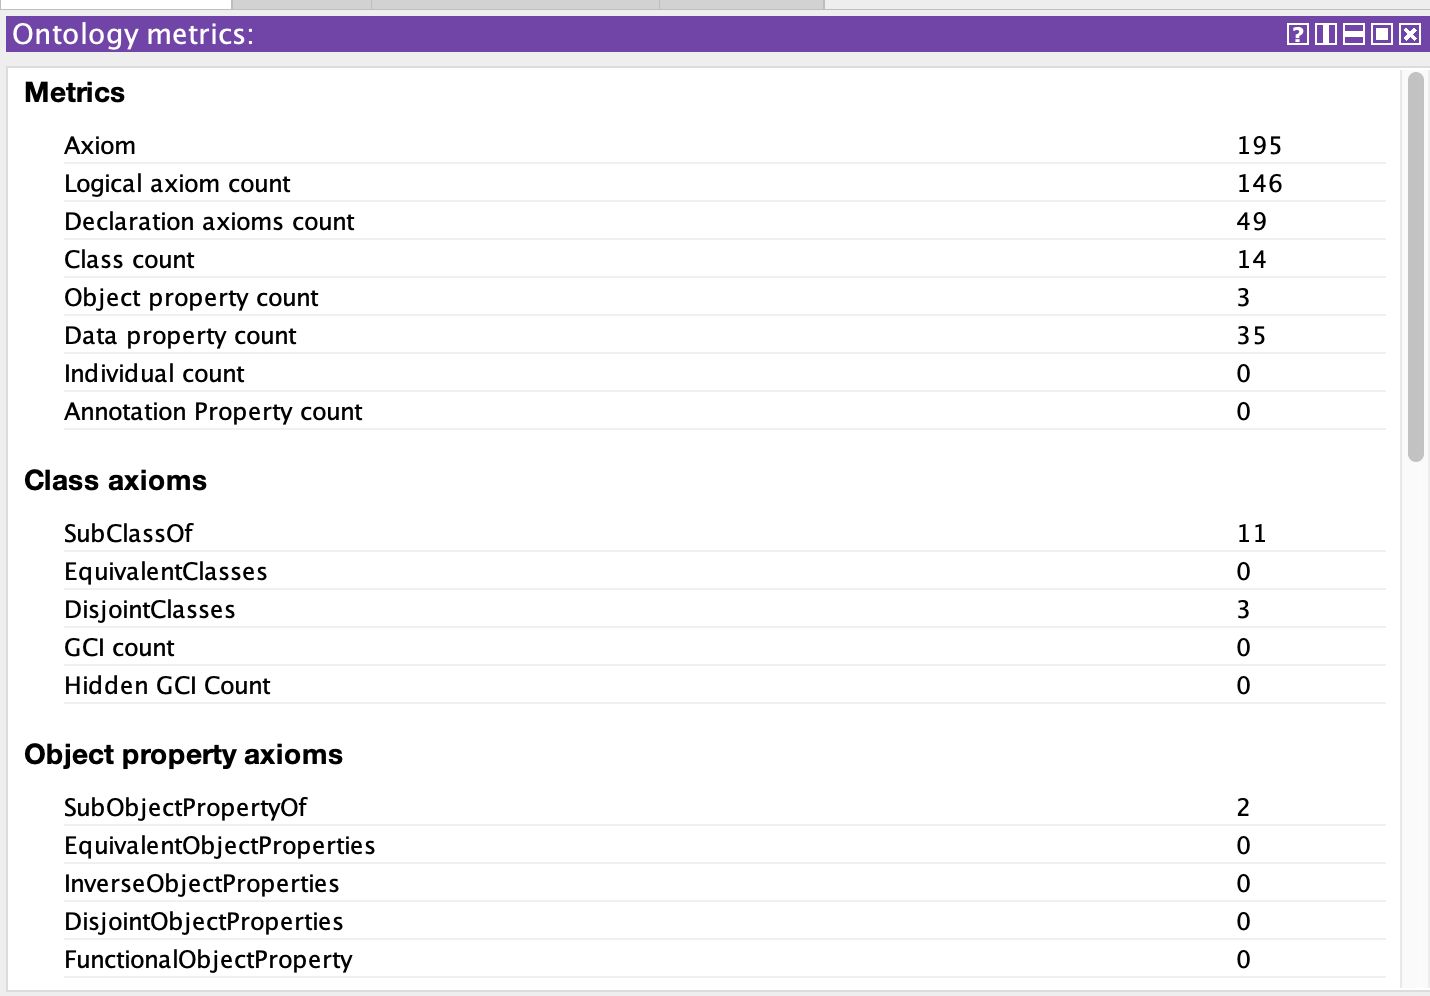 Ontology metrics:
Metrics
Axiom 195
Logical axiom count 146
Declaration axioms count 49
Class count 14
Object property count 3
Data property count 35
Individual count 0
Annotation Property count 0
Class axioms
SubClassOf 11
EquivalentClasses 0
DisjointClasses 3
GCI count 0
Hidden GCI Count 0
Object property axioms
SubObjectPropertyOf 2
EquivalentObjectProperties 0
InverseObjectProperties 0
DisjointObjectProperties 0
FunctionalObjectProperty 0